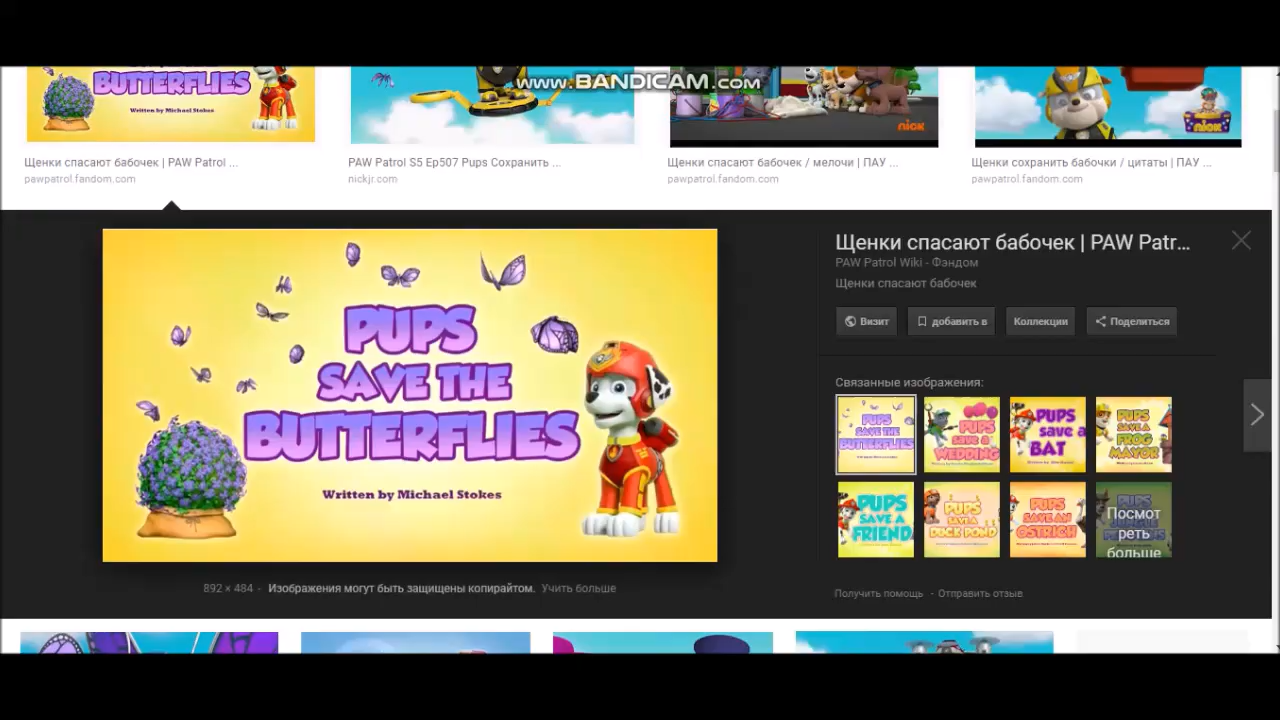 www.BANDICAM.com
BUTTERFLIES
Written by Michael Stokes
nick
nick
Щенки спасают бабочек | PAW Patrol ...
pawpatrol.fandom.com
PAW Patrol S5 Ep507 Pups Сохранить ...
nickjr.com
Щенки спасают бабочек / мелочи | ПАУ ...
pawpatrol.fandom.com
Щенки сохранить бабочки / цитаты | ПАУ ...
pawpatrol.fandom.com
PUPS
SAVE THE
BUTTERFLIES
Written by Michael Stokes
892 × 484 - Изображения могут быть защищены копирайтом. Учить больше
Щенки спасают бабочек | PAW Patr...
PAW Patrol Wiki - Фэндом
Щенки спасают бабочек
Визит
добавить в
Коллекции
Поделиться
Связанные изображения:
PUPS
SAVE THE
BUTTERFLIES
PUPS
save a
WEDDING
PUPS
save a
BAT
PUPS
SAVE A
FROG
MAYOR
PUPS
SAVE A
FRIEND
PUPS
SAVE A
DUCK POND
PUPS
SAVE AN
OSTRICH
Посмот
реть
больше
Получить помощь - Отправить отзыв